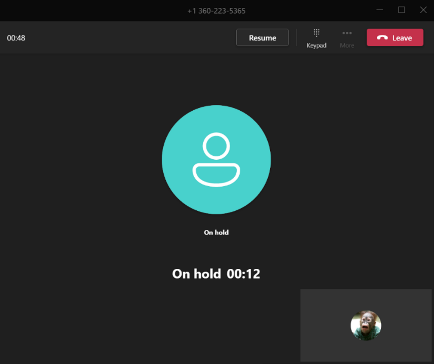 +1 360-223-5365
00:48
Resume
Keypad
More
Leave
On hold
On hold 00:12